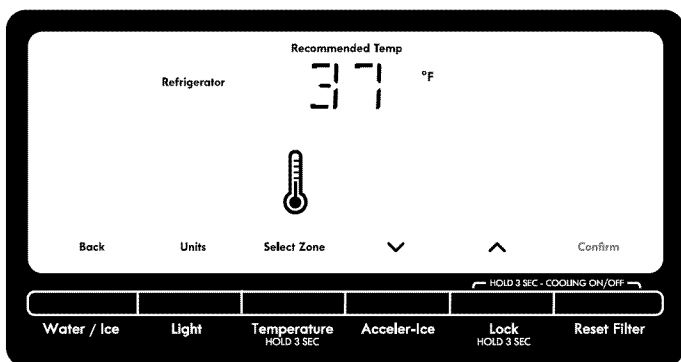 Recommended Temp
Refrigerator 37 °F
Back Units Select Zone Confirm
HOLD 3 SEC - COOLING ON/OFF
Water / Ice Light Temperature Acceler-Ice Lock Reset Filter
HOLD 3 SEC HOLD 3 SEC